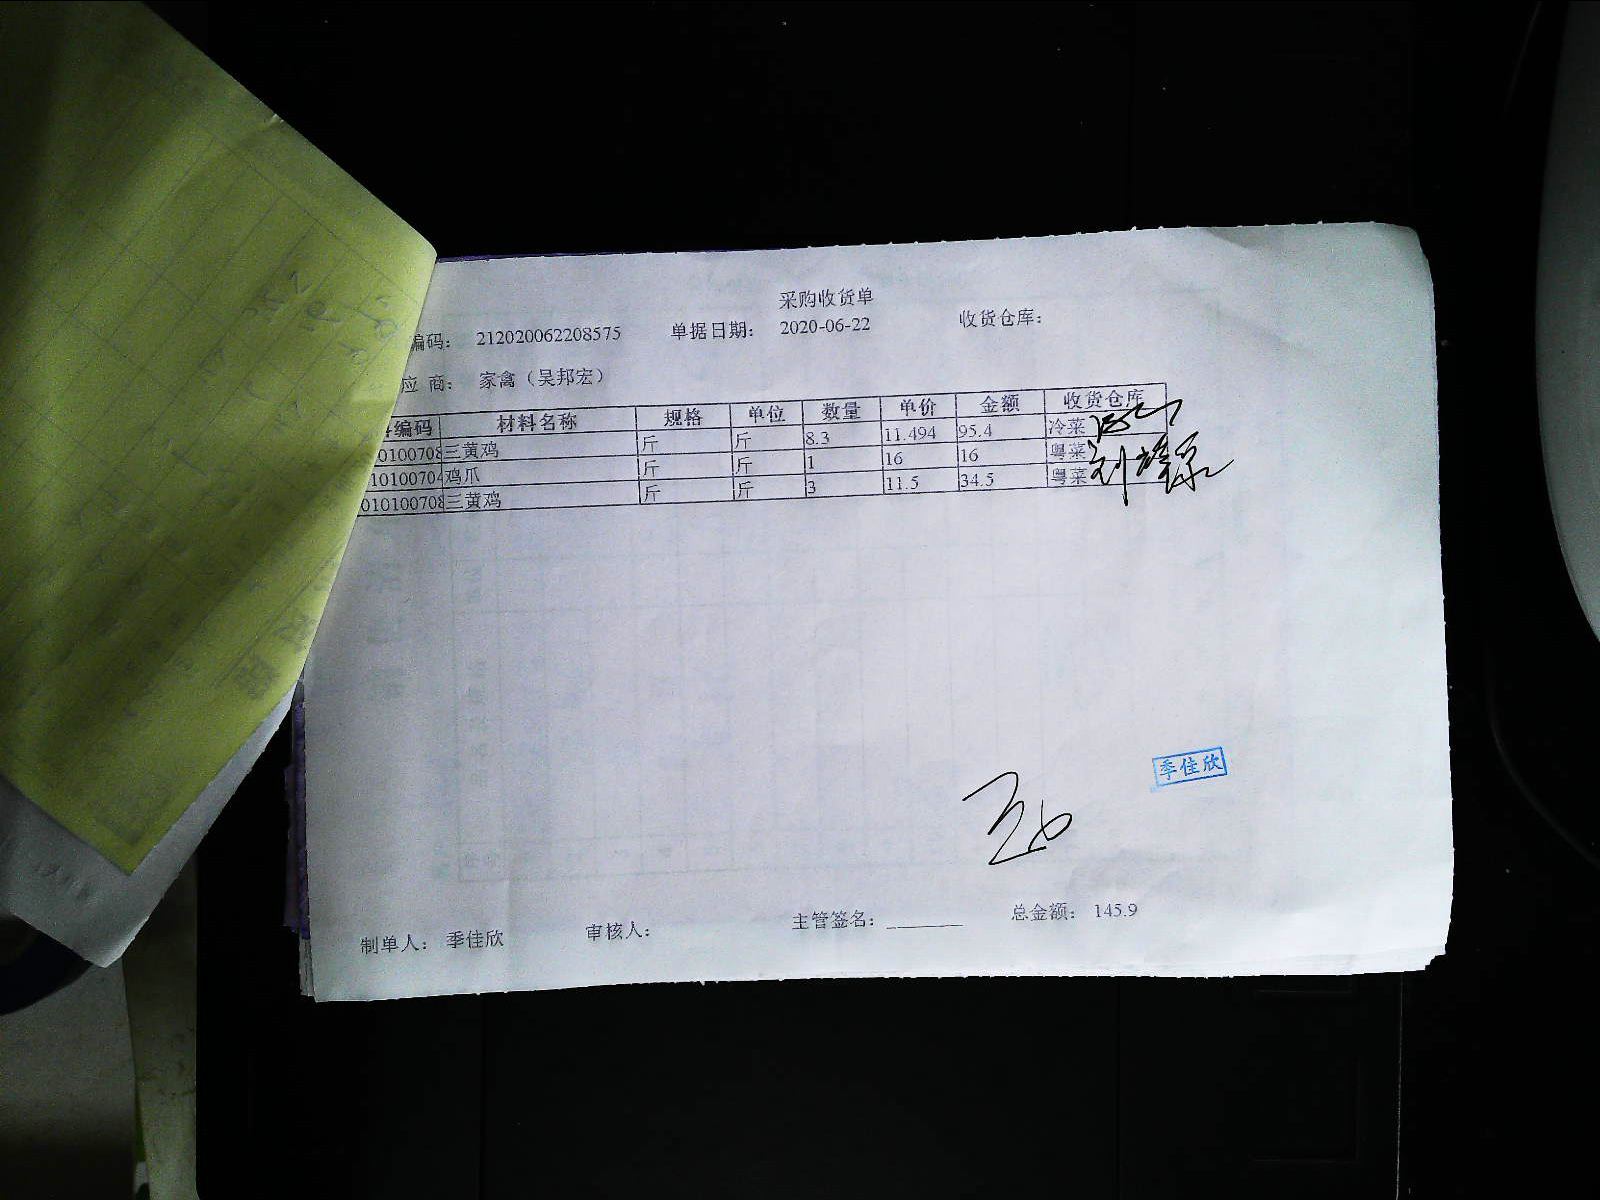 采购收货单
编码： 212020062208575 单据日期： 2020-06-22 收货仓库：
应 商： 家禽（吴邦宏）
编码 材料名称 规格 单位 数量 单价 金额 收货仓库
0100708 三黄鸡 斤 斤 8.3 11.494 95.4 冷菜
10100704 鸡爪 斤 斤 1 16 16 粤菜
010100708 三黄鸡 斤 斤 3 11.5 34.5 粤菜
季佳欣
制单人： 季佳欣 审核人： 主管签名：________ 总金额： 145.9